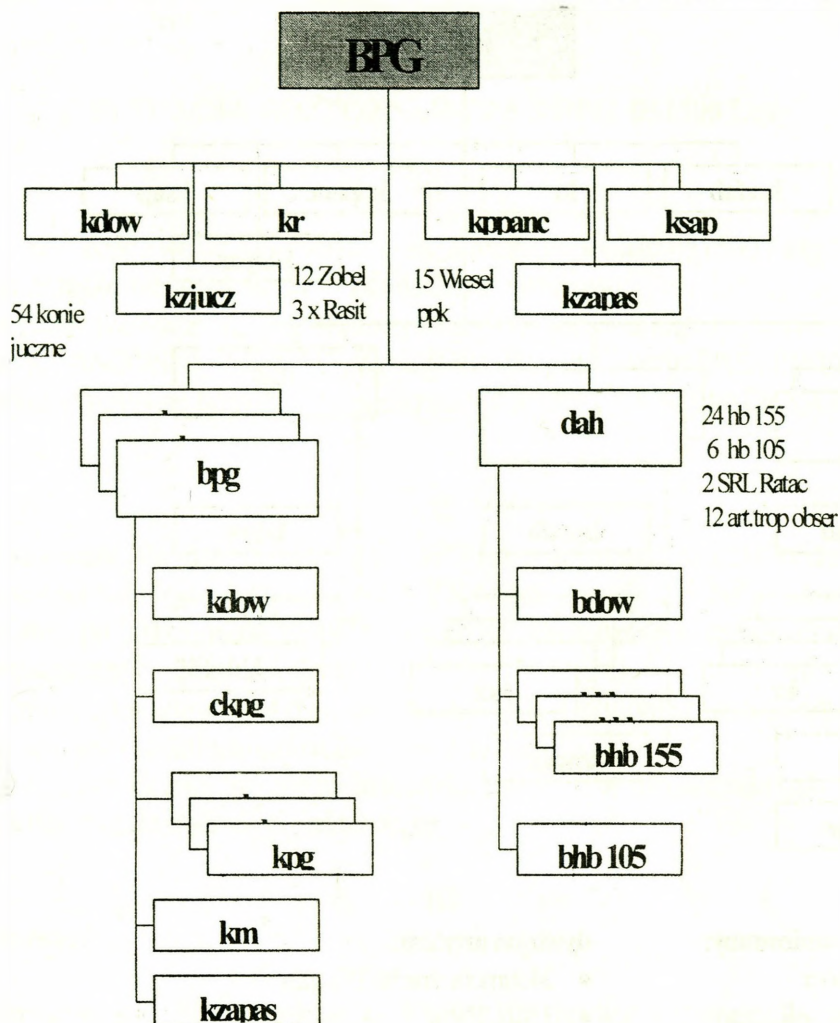 BPG
kdow
kr
kppanc
ksap
kzjucz
12 Zobel
3 x Rasit
15 Wiesel
ppk
kzapas
54 konie
juczne
bpg
dah
24 hb 155
6 hb 105
2 SRL Ratac
12 art.trop obser
kdow
bdow
ckpg
bhb 155
kpg
bhb 105
km
kzapas